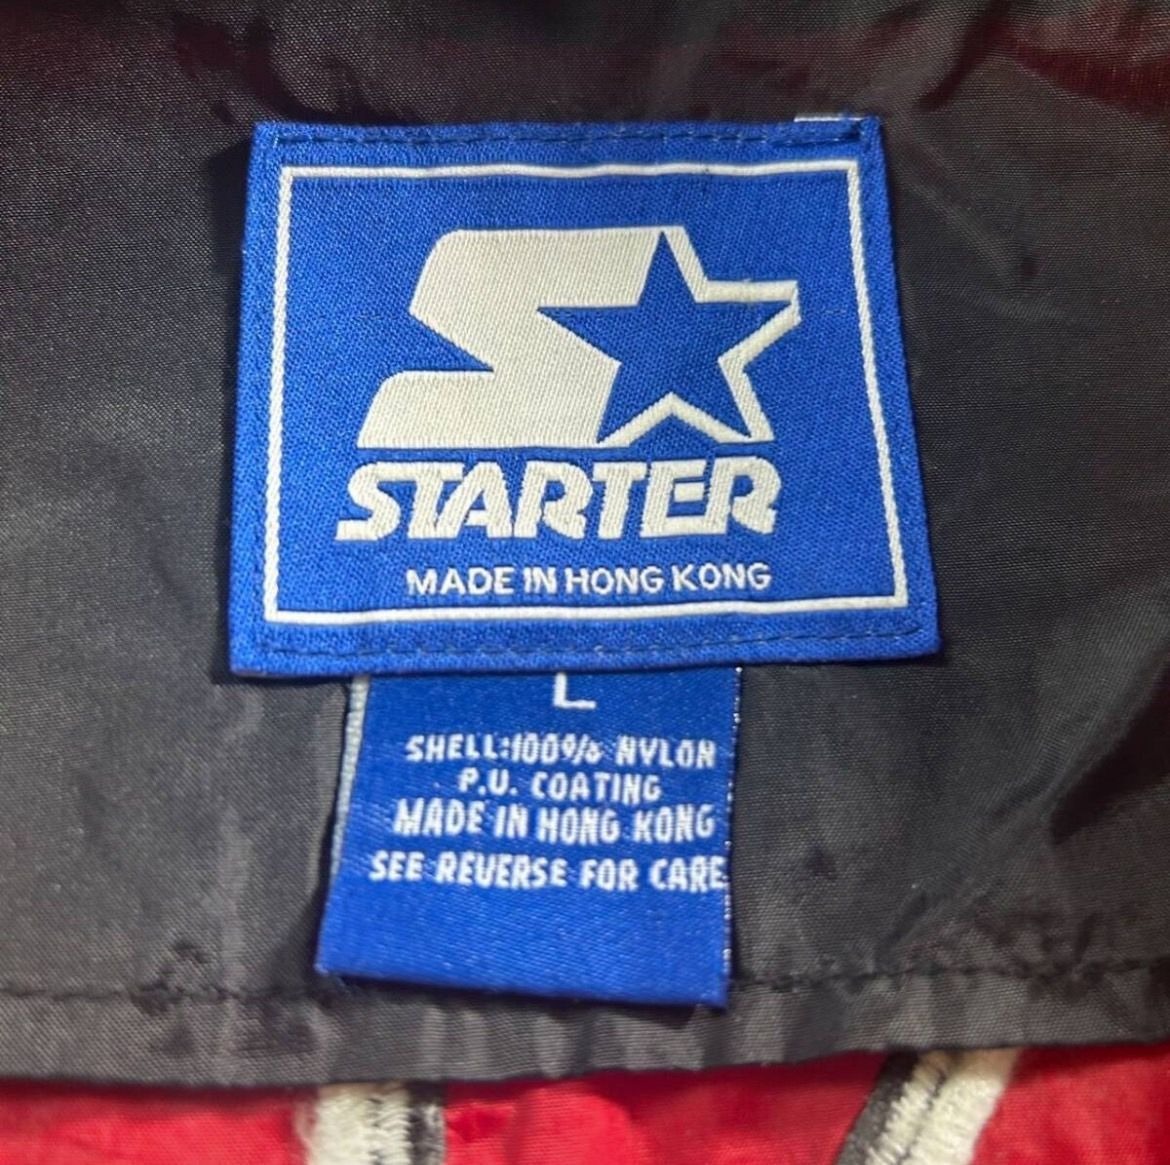 STARTER
MADE IN HONG KONG
L
SHELL:100% NYLON
P.U. COATING
MADE IN HONG KONG
SEE REVERSE FOR CARE